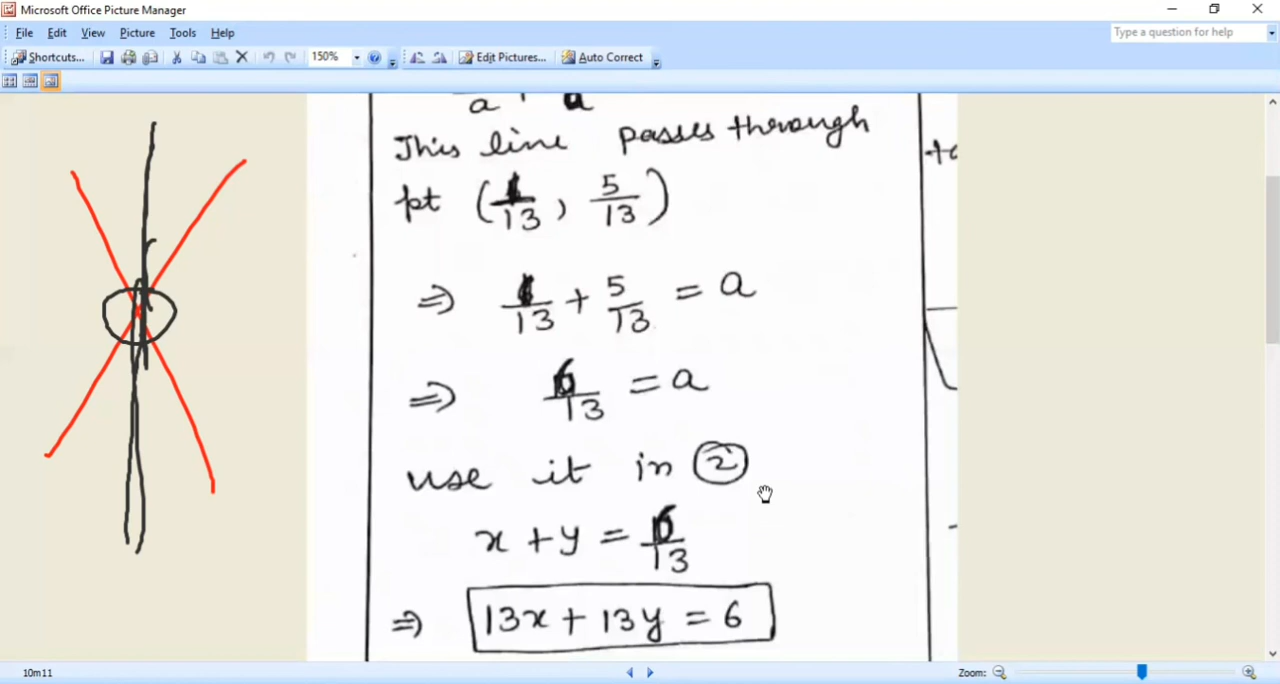 Microsoft Office Picture Manager
File Edit View Picture Tools Help
Type a question for help
Shortcuts... 150% Edit Pictures... Auto Correct
a + a
This line passes through
pt (1/13, 5/13)
⇒ 1/13 + 5/13 = a
⇒ 6/13 = a
use it in ②
x + y = 6/13
⇒ 13x + 13y = 6
10m11
Zoom: